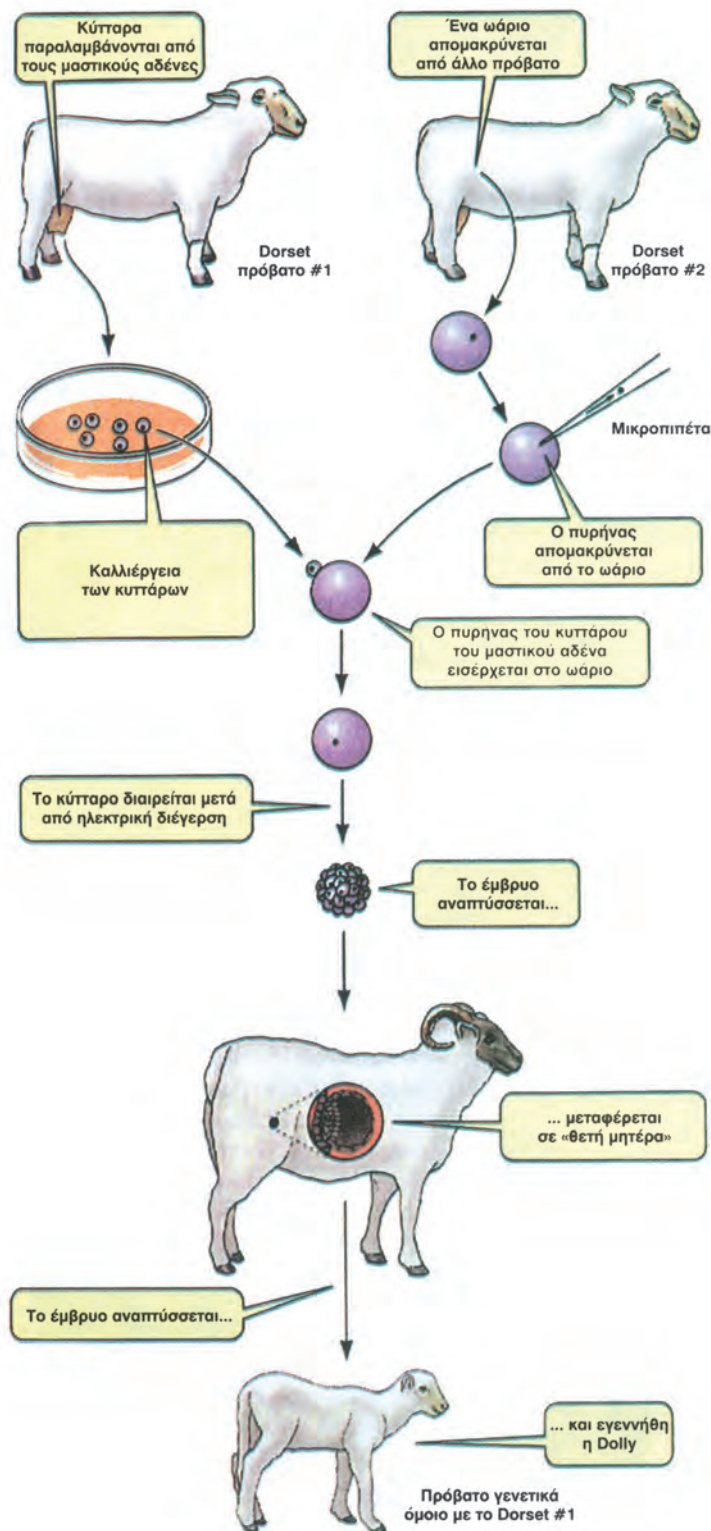 Κύτταρα
παραλαμβάνονται από
τους μαστικούς αδένες
Ένα ωάριο
απομακρύνεται
από άλλο πρόβατο
Dorset
πρόβατο #1
Dorset
πρόβατο #2
Μικροπιπέτα
Καλλιέργεια
των κυττάρων
Ο πυρήνας
απομακρύνεται
από το ωάριο
Ο πυρήνας του κυττάρου
του μαστικού αδένα
εισέρχεται στο ωάριο
Το κύτταρο διαιρείται μετά
από ηλεκτρική διέγερση
Το έμβρυο
αναπτύσσεται...
... μεταφέρεται
σε «θετή μητέρα»
Το έμβρυο αναπτύσσεται...
... και εγεννήθη
η Dolly
Πρόβατο γενετικά
όμοιο με το Dorset #1